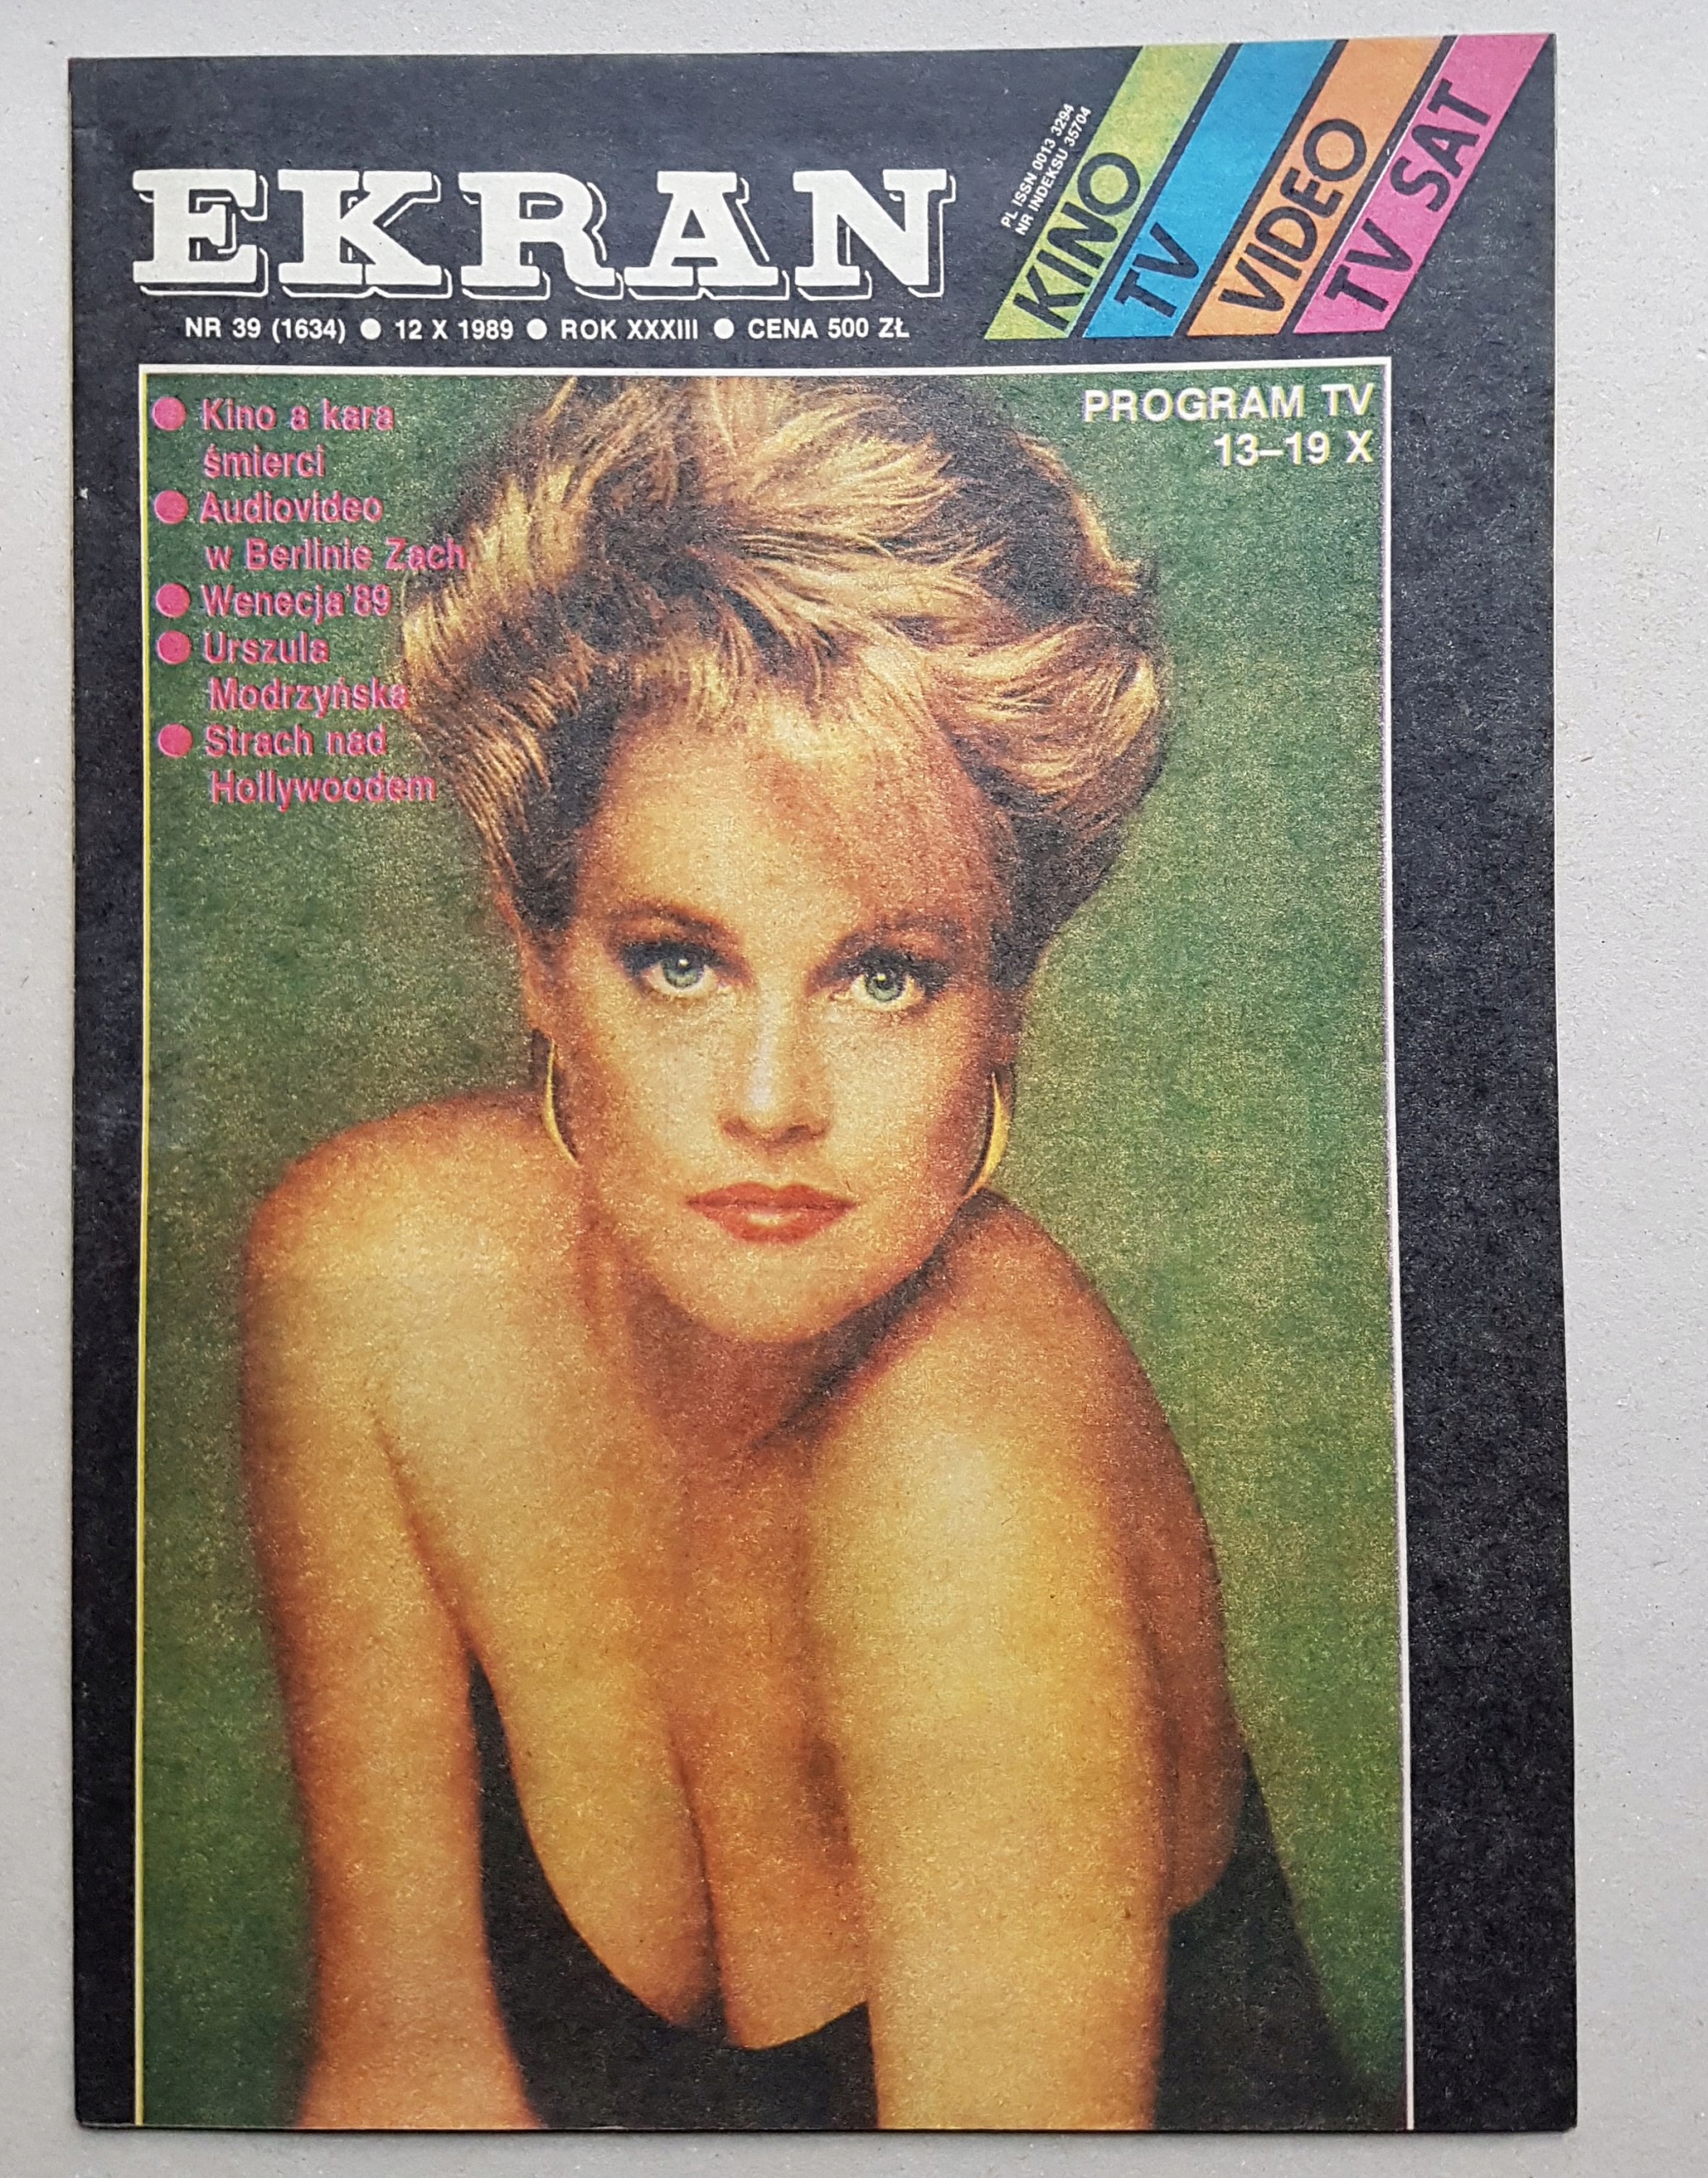 EKRAN
NR 39 (1634) ● 12 X 1989 ● ROK XXXIII ● CENA 500 ZŁ
PL ISSN 0013 3294
NR INDEKSU 35704
KINO
TV
VIDEO
TV SAT
● Kino a kara
śmierci
● Audiovideo
w Berlinie Zach
● Wenecja'89
● Urszula
Modrzyńska
● Strach nad
Hollywoodem
PROGRAM TV
13–19 X